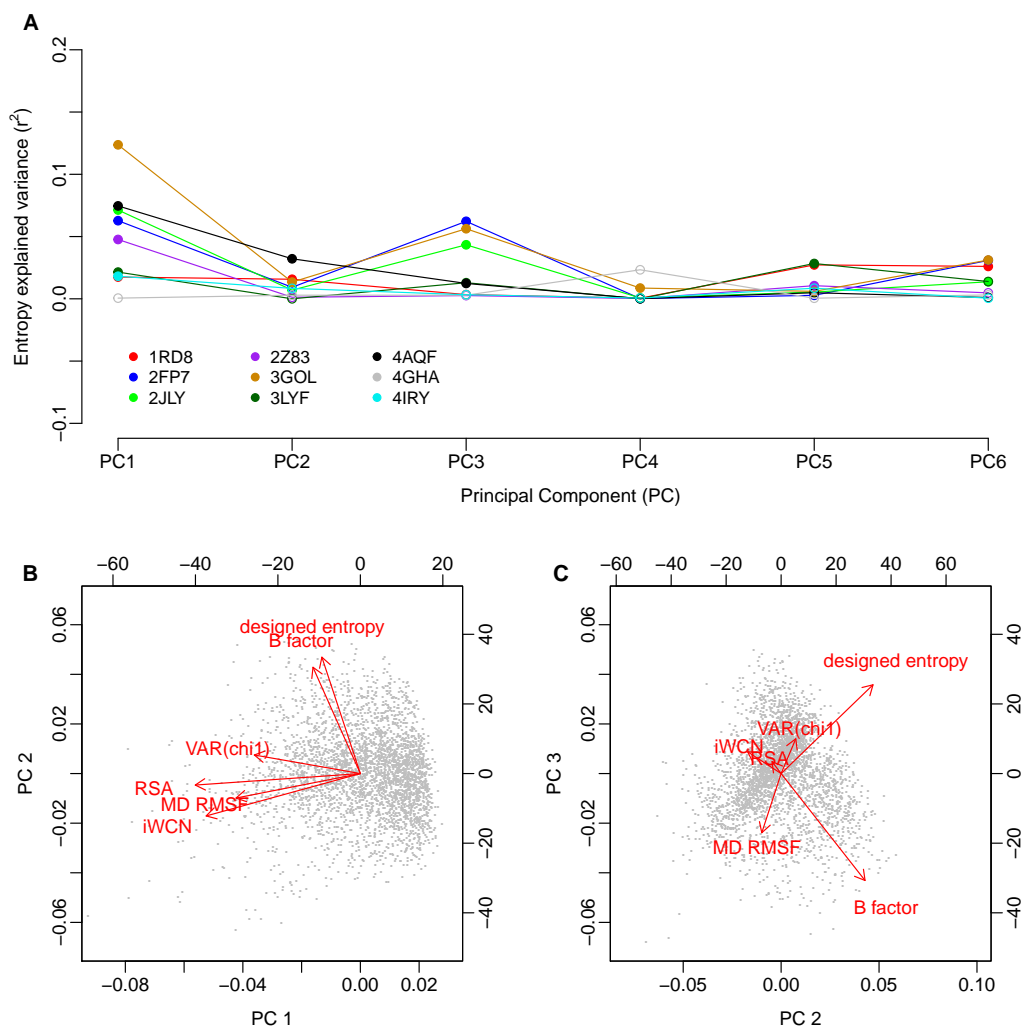 A
0.2
0.1
0.0
−0.1
Entropy explained variance (r²)
1RD8 2Z83 4AQF
2FP7 3GOL 4GHA
2JLY 3LYF 4IRY
PC1 PC2 PC3 PC4 PC5 PC6
Principal Component (PC)
B
−60 −40 −20 0 20
0.06
0.02
−0.02
−0.06
PC 2
40
20
0
−20
−40
designed entropy
B factor
VAR(chi1)
RSA
MD RMSF
iWCN
−0.08 −0.04 0.00 0.02
PC 1
C
−60 −40 −20 0 20 40 60
0.06
0.02
−0.02
−0.06
PC 3
40
20
0
−20
−40
designed entropy
VAR(chi1)
iWCN
RSA
MD RMSF
B factor
−0.05 0.00 0.05 0.10
PC 2